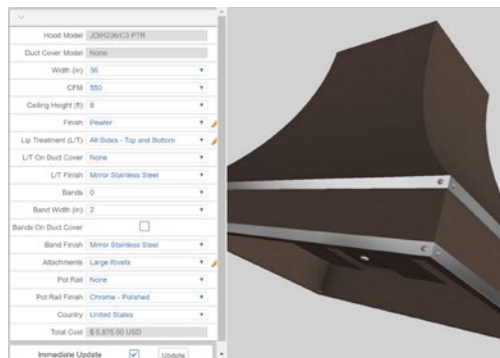 Hood Model JDIH236/C3 PTR
Duct Cover Model None
Width (in) 36
CFM 550
Ceiling Height (ft) 8
Finish Pewter
Lip Treatment (L/T) All Sides - Top and Bottom
L/T On Duct Cover None
L/T Finish Mirror Stainless Steel
Bands 0
Band Width (in) 2
Bands On Duct Cover
Band Finish Mirror Stainless Steel
Attachments Large Rivets
Pot Rail None
Pot Rail Finish Chrome - Polished
Country United States
Total Cost $ 5,875.00 USD
Immediate Update Update